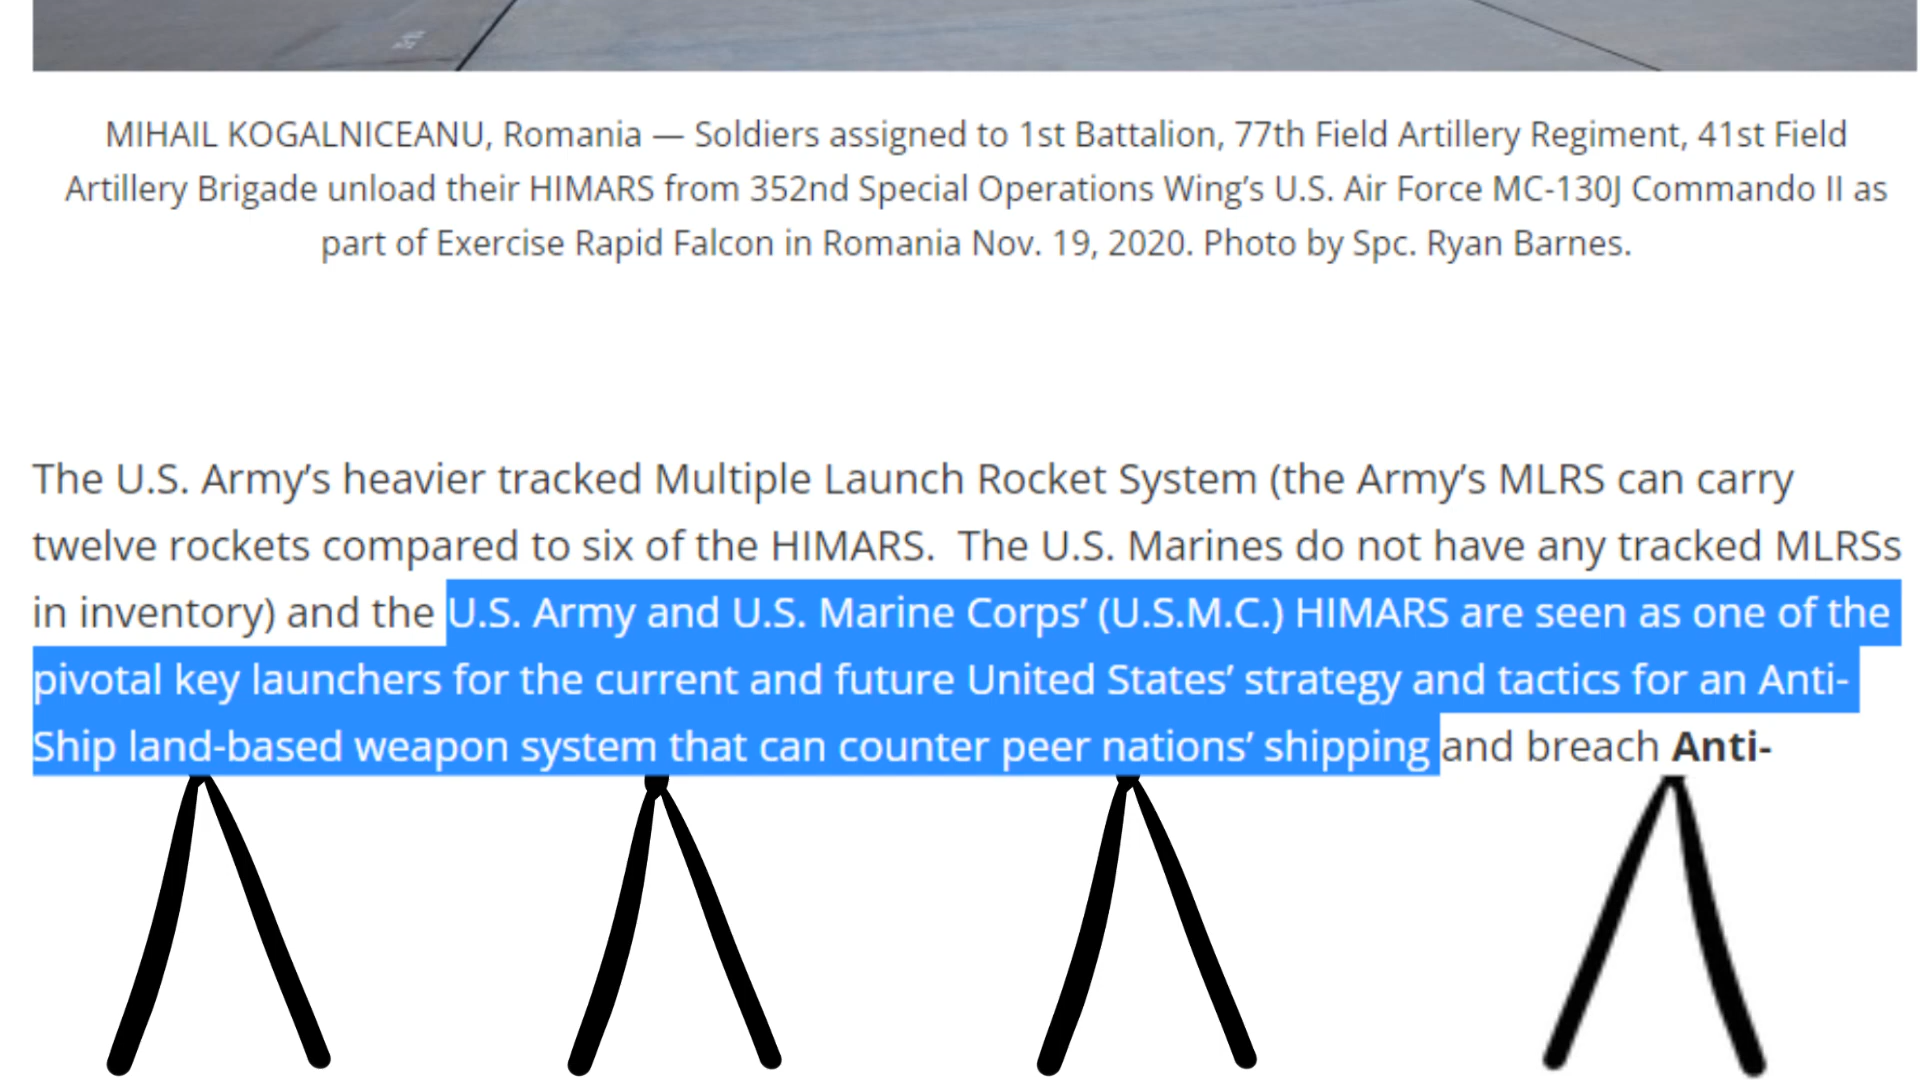 MIHAIL KOGALNICEANU, Romania — Soldiers assigned to 1st Battalion, 77th Field Artillery Regiment, 41st Field
Artillery Brigade unload their HIMARS from 352nd Special Operations Wing’s U.S. Air Force MC-130J Commando II as
part of Exercise Rapid Falcon in Romania Nov. 19, 2020. Photo by Spc. Ryan Barnes.
The U.S. Army’s heavier tracked Multiple Launch Rocket System (the Army’s MLRS can carry
twelve rockets compared to six of the HIMARS.  The U.S. Marines do not have any tracked MLRSs
in inventory) and the U.S. Army and U.S. Marine Corps’ (U.S.M.C.) HIMARS are seen as one of the
pivotal key launchers for the current and future United States’ strategy and tactics for an Anti-
Ship land-based weapon system that can counter peer nations’ shipping and breach Anti-